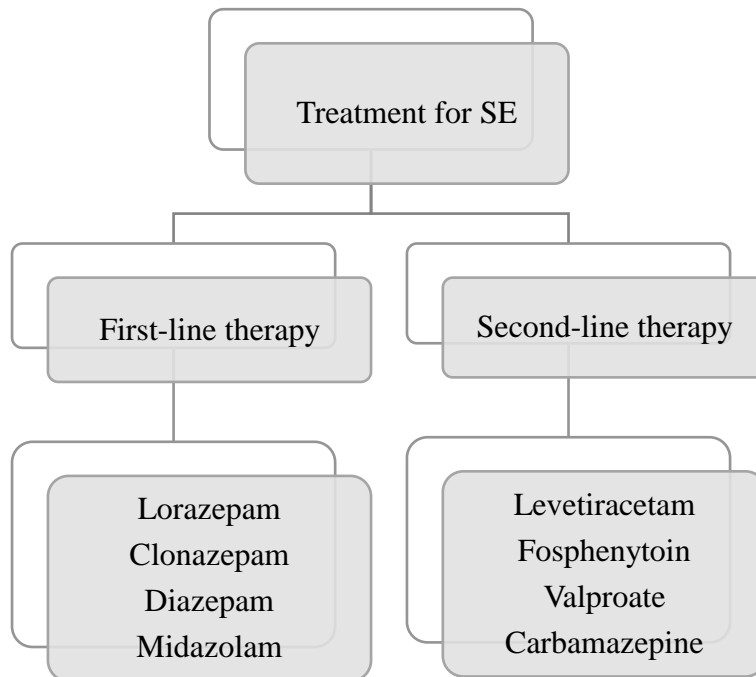 Treatment for SE
First-line therapy
Second-line therapy
Lorazepam
Clonazepam
Diazepam
Midazolam
Levetiracetam
Fosphenytoin
Valproate
Carbamazepine